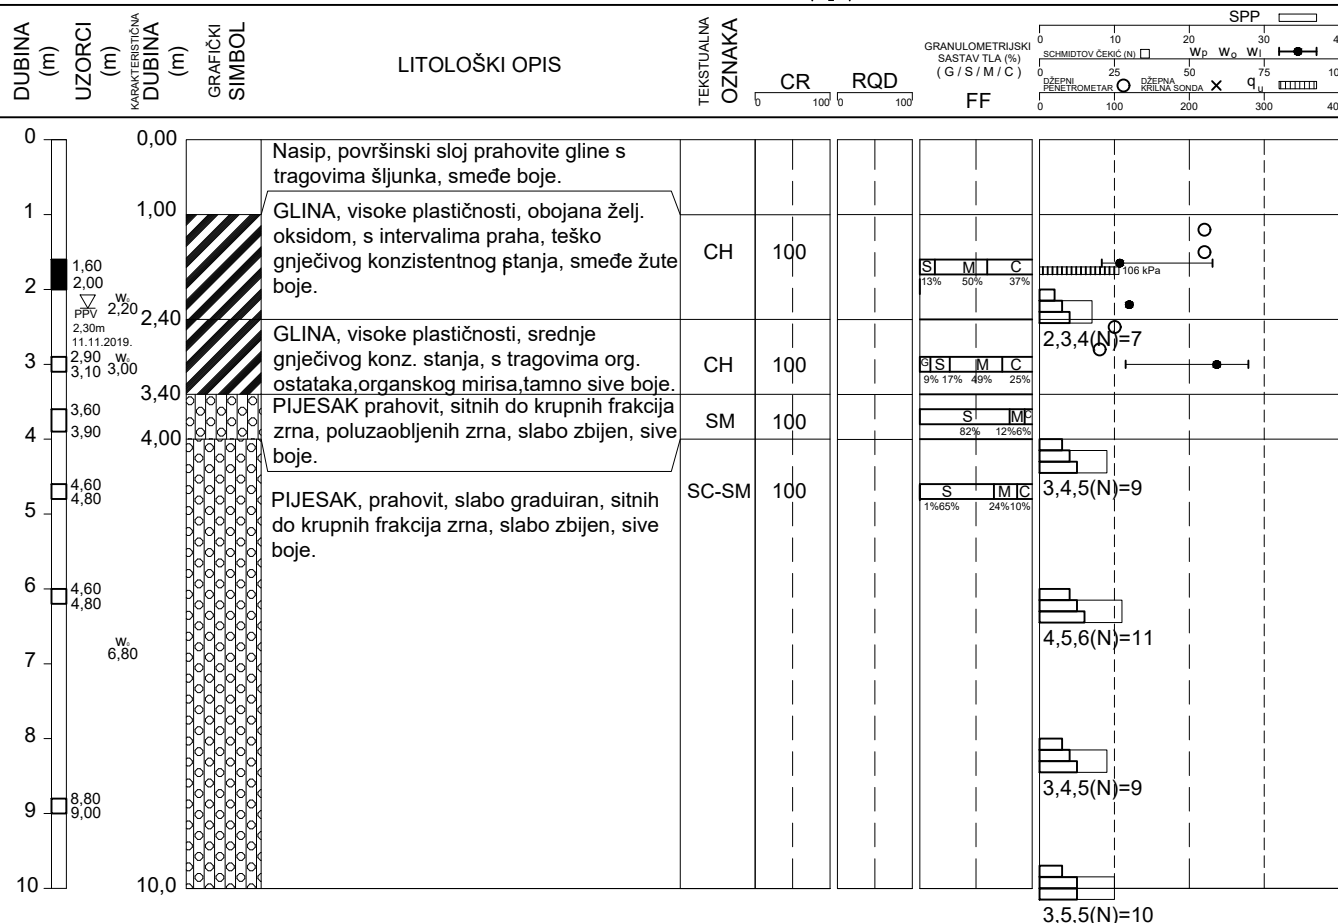 DUBINA (m)
UZORCI (m)
KARAKTERISTIČNA DUBINA (m)
GRAFIČKI SIMBOL
LITOLOŠKI OPIS
TEKSTUALNA OZNAKA
CR
0 100
RQD
0 100
GRANULOMETRIJSKI
SASTAV TLA (%)
( G / S / M / C )
FF
SPP
0 10 20 30
SCHMIDTOV ČEKIĆ (N) Wp Wo Wl
0 25 50 75
DŽEPNI PENETROMETAR DŽEPNA KRILNA SONDA qu
0 100 200 300
0
0,00
Nasip, površinski sloj prahovite gline s
tragovima šljunka, smeđe boje.
1
1,00
GLINA, visoke plastičnosti, obojana želj.
oksidom, s intervalima praha, teško
gnječivog konzistentnog stanja, smeđe žute
boje.
CH
100
1,60
2,00
S M C
13% 50% 37%
106 kPa
2
PPV
2,30m
11.11.2019.
W₀
2,20
2,40
2,3,4(N)=7
GLINA, visoke plastičnosti, srednje
gnječivog konz. stanja, s tragovima org.
ostataka,organskog mirisa,tamno sive boje.
CH
100
3
2,90
3,10
W₀
3,00
G S M C
9% 17% 49% 25%
3,40
PIJESAK prahovit, sitnih do krupnih frakcija
zrna, poluzaobljenih zrna, slabo zbijen, sive
boje.
SM
100
3,60
3,90
S M C
82% 12%6%
4
4,00
3,4,5(N)=9
PIJESAK, prahovit, slabo graduiran, sitnih
do krupnih frakcija zrna, slabo zbijen, sive
boje.
SC-SM
100
4,60
4,80
S M C
1%65% 24%10%
5
6
4,60
4,80
4,5,6(N)=11
W₀
6,80
7
8
3,4,5(N)=9
8,80
9,00
9
10
10,0
3,5,5(N)=10